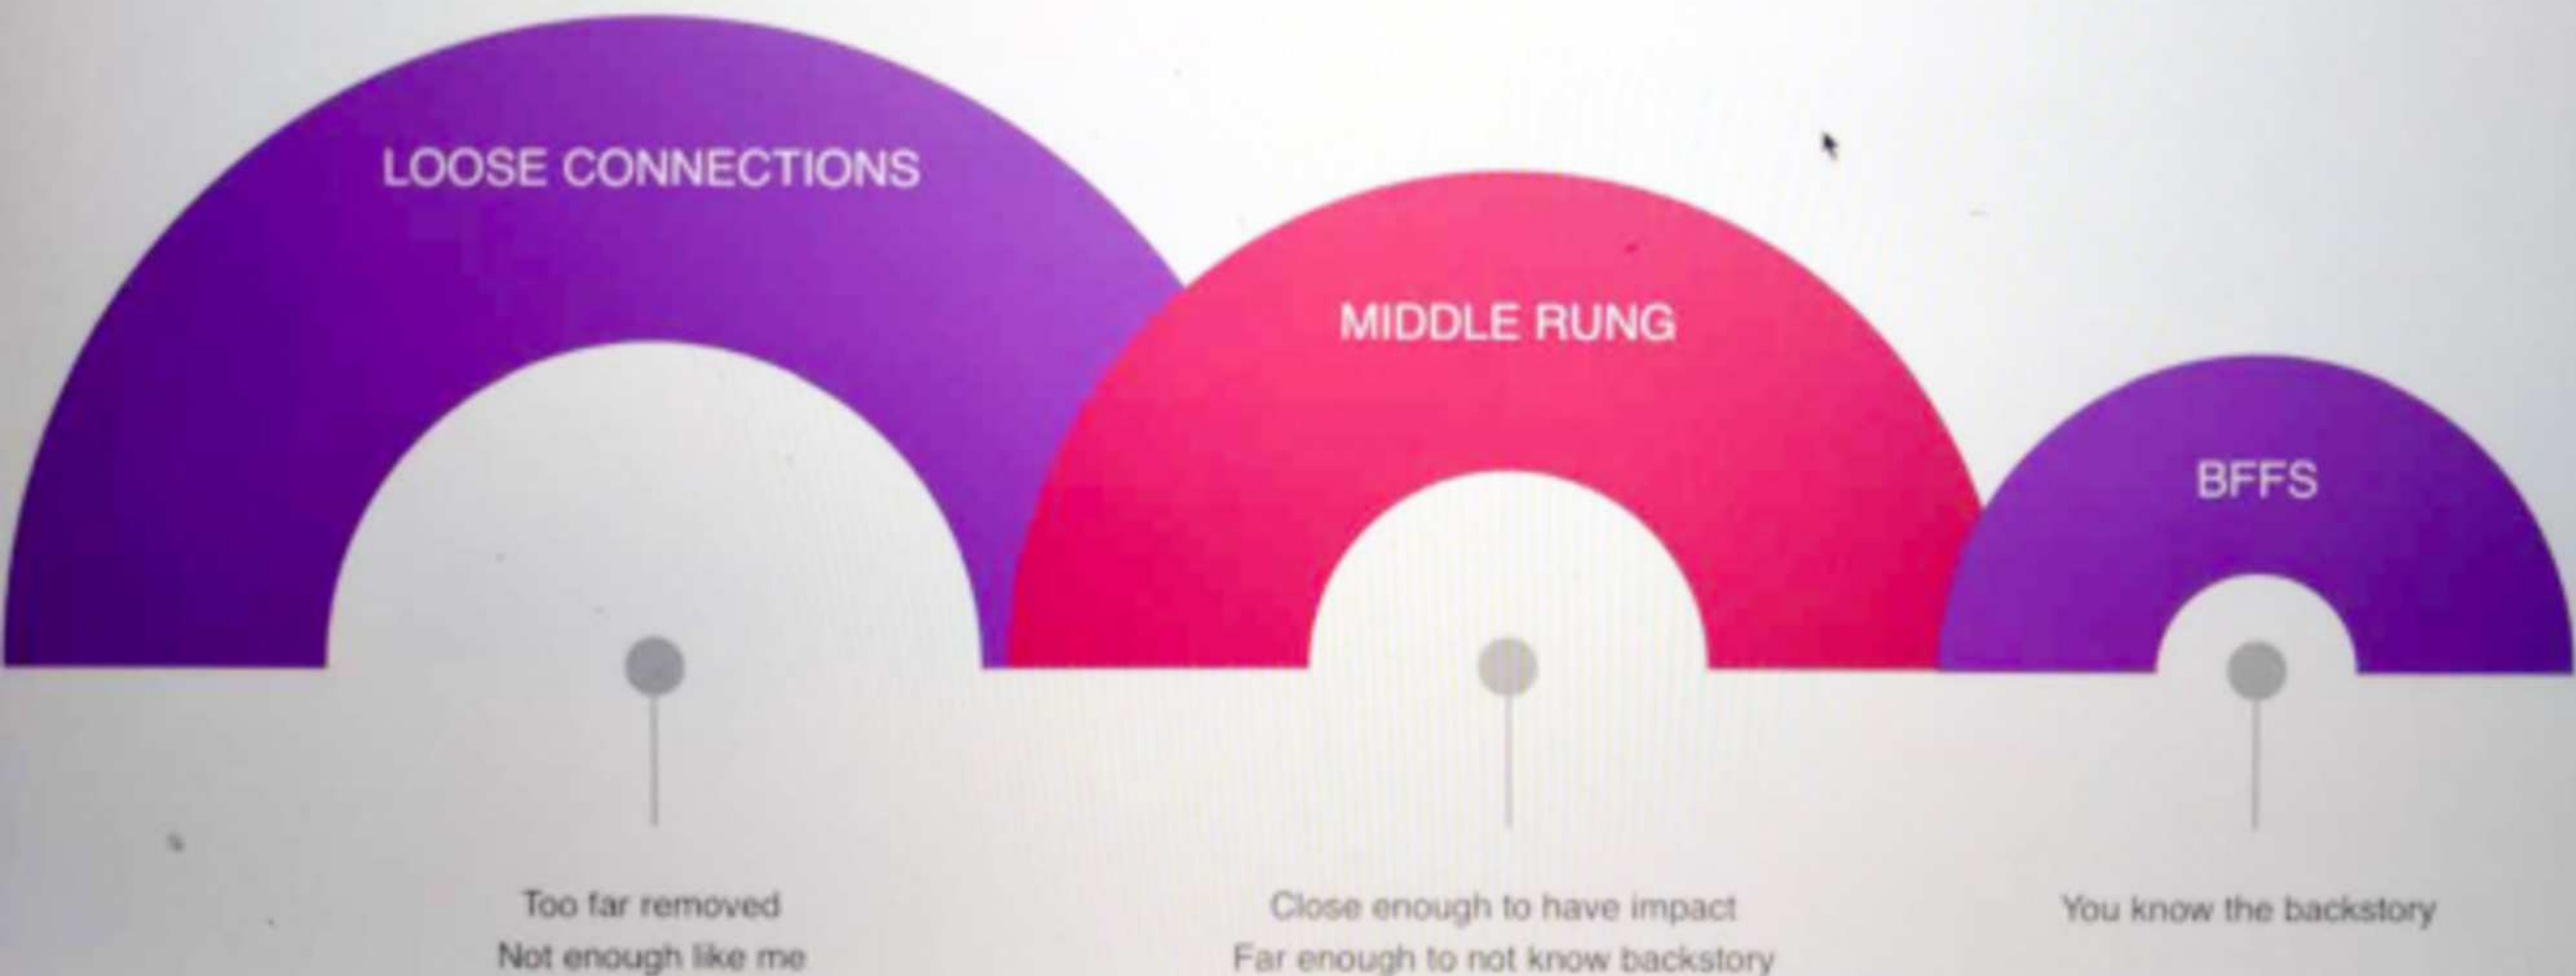 LOOSE CONNECTIONS
MIDDLE RUNG
BFFS
Too far removed
Not enough like me
Close enough to have impact
Far enough to not know backstory
You know the backstory